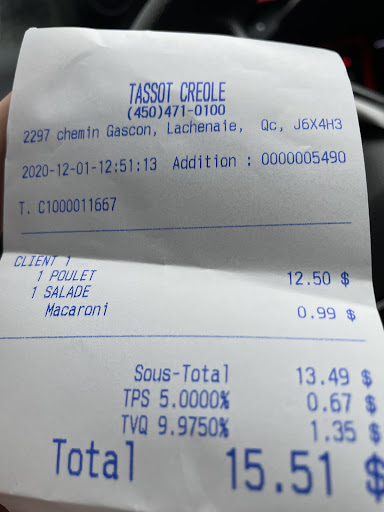 TASSOT CREOLE
(450)471-0100
2297 chemin Gascon, Lachenaie, Qc, J6X4H3
2020-12-01-12:51:13 Addition : 0000005490
T. C1000011667
CLIENT 1
1 POULET 12.50 $
1 SALADE
Macaroni 0.99 $
Sous-Total 13.49 $
TPS 5.0000% 0.67 $
TVQ 9.9750% 1.35 $
Total 15.51 $